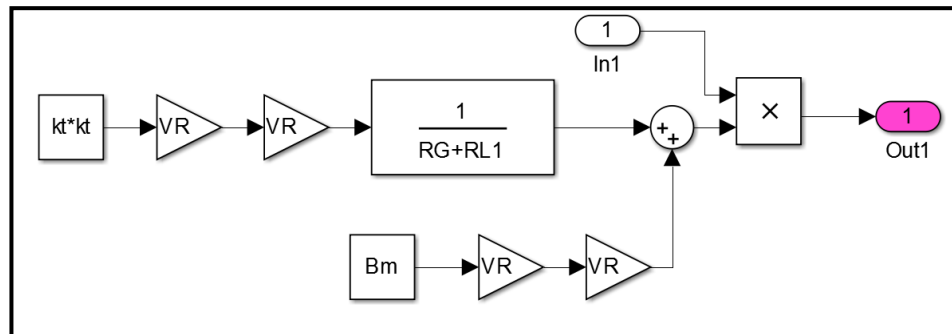 1
In1
kt*kt
VR
VR
1
RG+RL1
+
+
×
1
Out1
Bm
VR
VR